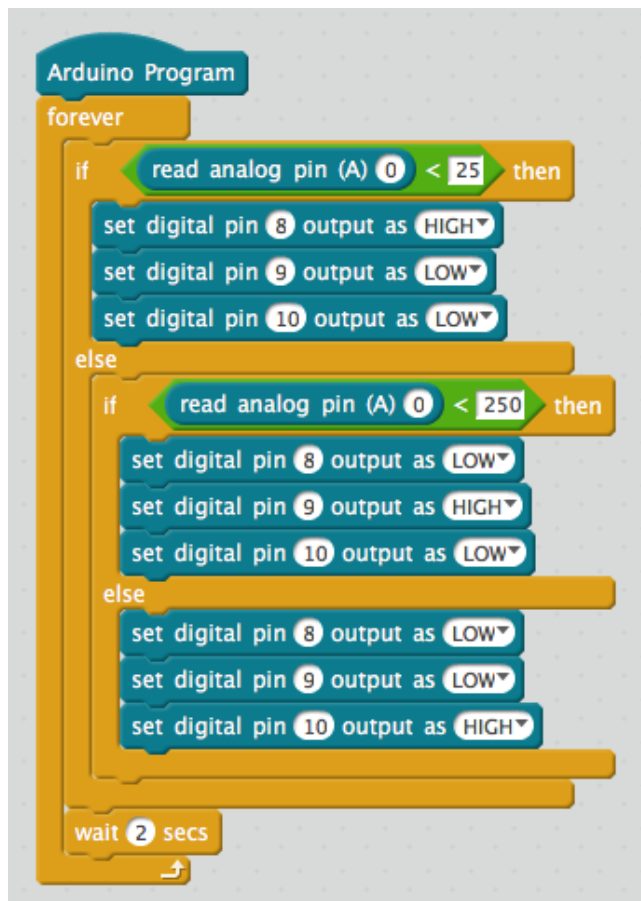 Arduino Program
forever
if read analog pin (A) 0 < 25 then
set digital pin 8 output as HIGH
set digital pin 9 output as LOW
set digital pin 10 output as LOW
else
if read analog pin (A) 0 < 250 then
set digital pin 8 output as LOW
set digital pin 9 output as HIGH
set digital pin 10 output as LOW
else
set digital pin 8 output as LOW
set digital pin 9 output as LOW
set digital pin 10 output as HIGH
wait 2 secs